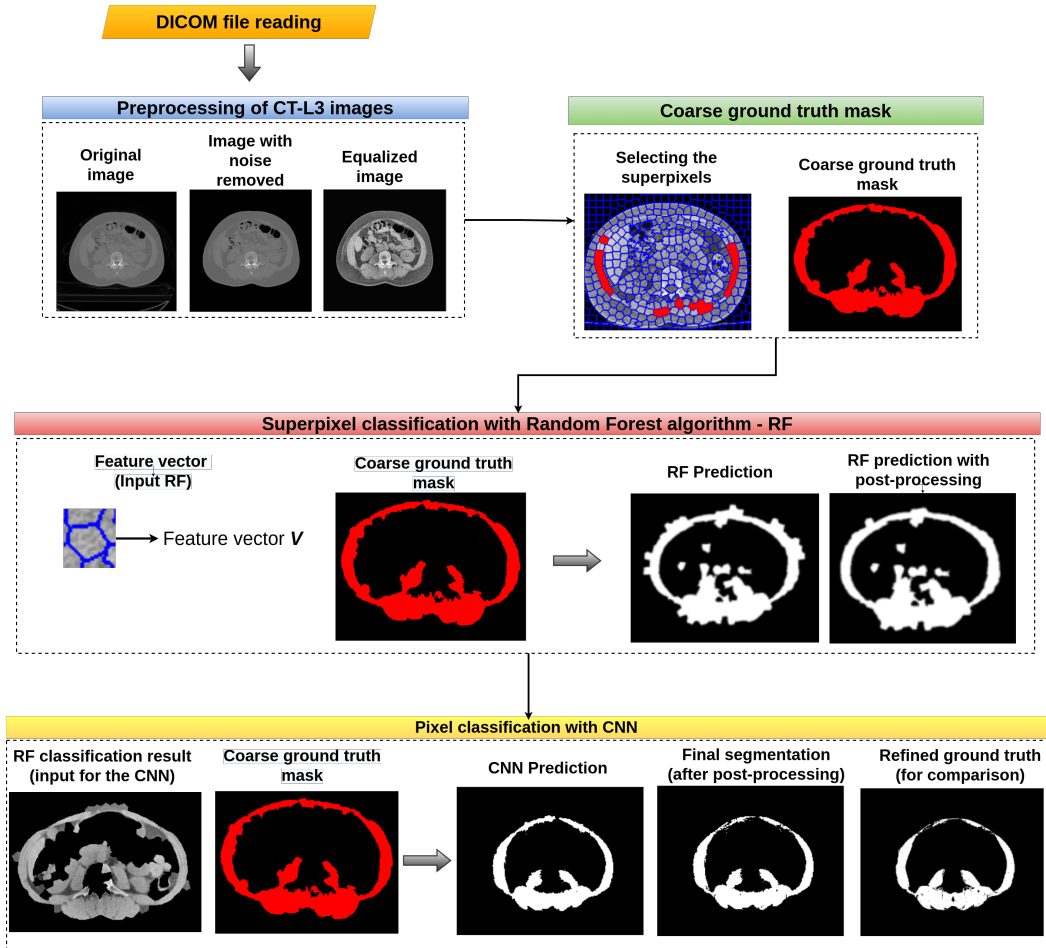 DICOM file reading
Preprocessing of CT-L3 images
Original
image
Image with
noise
removed
Equalized
image
Coarse ground truth mask
Selecting the
superpixels
Coarse ground truth
mask
Superpixel classification with Random Forest algorithm - RF
Feature vector
(Input RF)
Feature vector V
Coarse ground truth
mask
RF Prediction
RF prediction with
post-processing
Pixel classification with CNN
RF classification result
(input for the CNN)
Coarse ground truth
mask
CNN Prediction
Final segmentation
(after post-processing)
Refined ground truth
(for comparison)